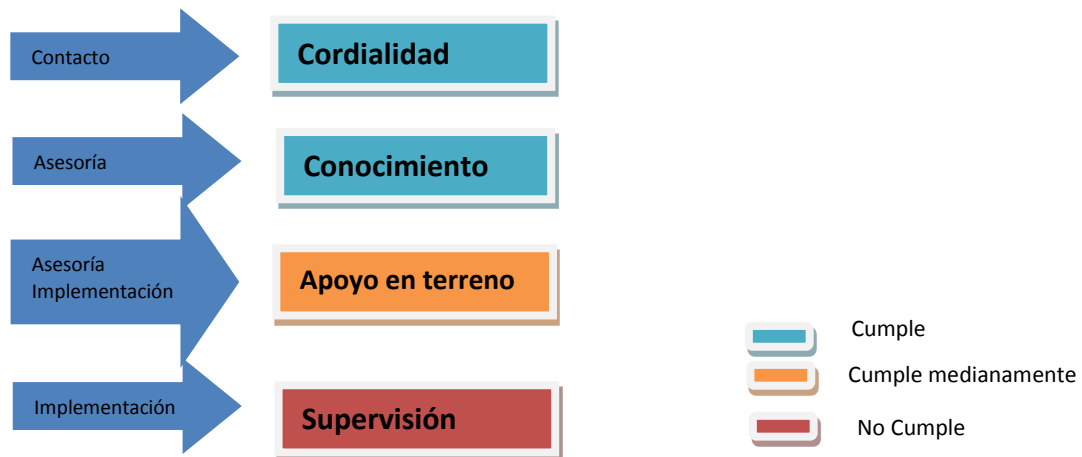 Contacto
Cordialidad
Asesoría
Conocimiento
Asesoría
Implementación
Apoyo en terreno
Implementación
Supervisión
Cumple
Cumple medianamente
No Cumple